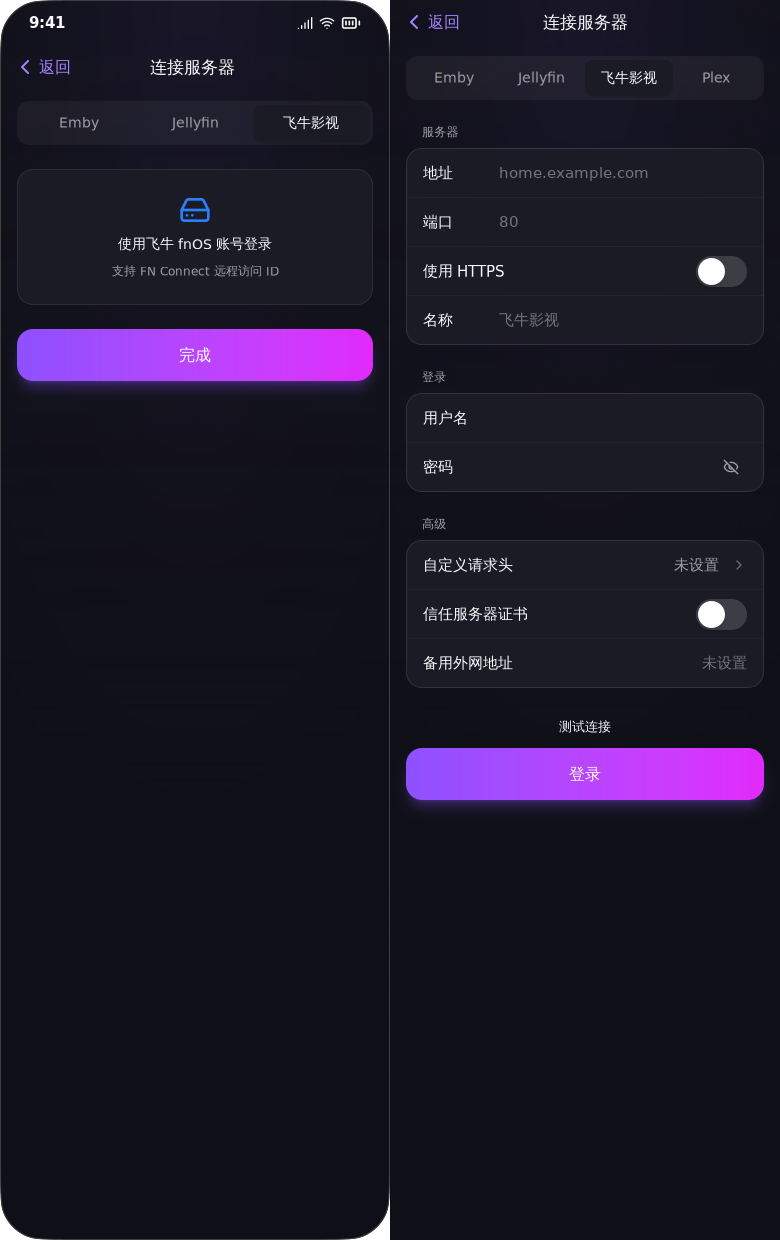 9:41
返回
连接服务器
Emby
Jellyfin
飞牛影视
使用飞牛 fnOS 账号登录
支持 FN Connect 远程访问 ID
完成
返回
连接服务器
Emby
Jellyfin
飞牛影视
Plex
服务器
地址 home.example.com
端口 80
使用 HTTPS
名称 飞牛影视
登录
用户名
密码
高级
自定义请求头 未设置
信任服务器证书
备用外网地址 未设置
测试连接
登录